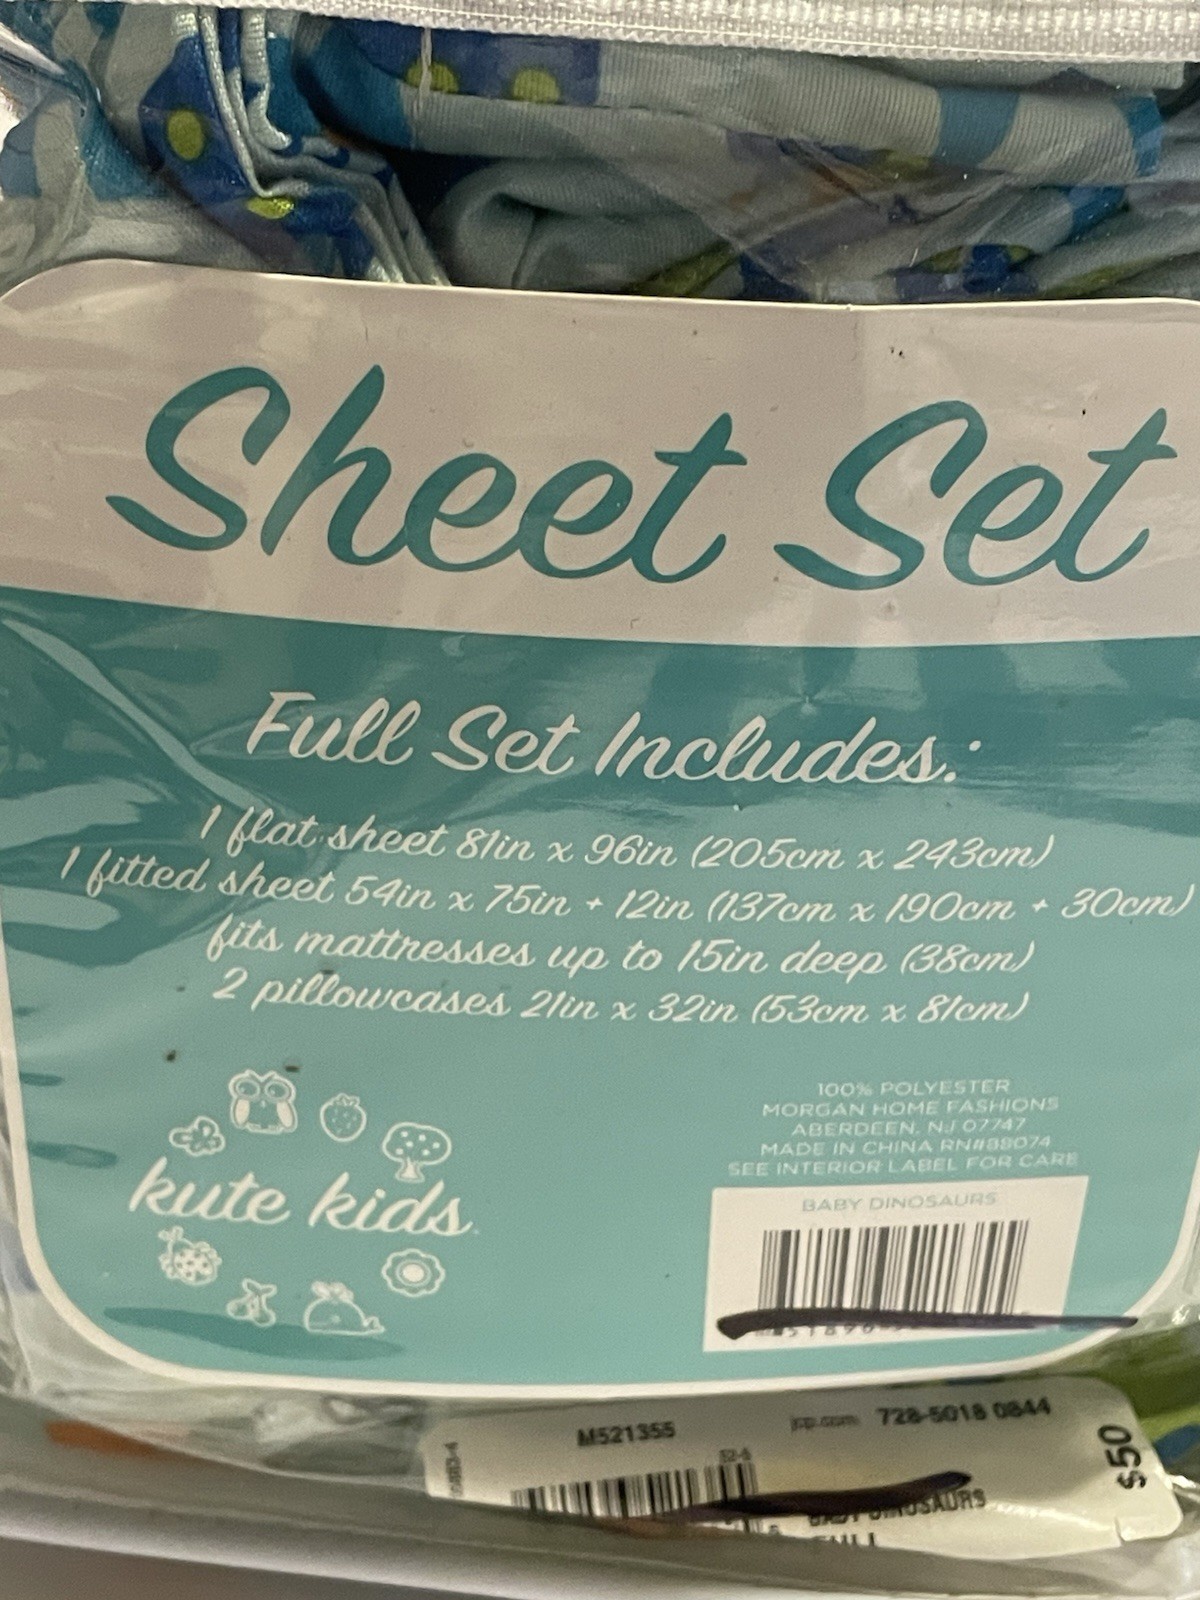 Sheet Set
Full Set Includes:
1 flat sheet 81in x 96in (205cm x 243cm)
1 fitted sheet 54in x 75in + 12in (137cm x 190cm + 30cm)
fits mattresses up to 15in deep (38cm)
2 pillowcases 21in x 32in (53cm x 81cm)
kute kids
100% POLYESTER
MORGAN HOME FASHIONS
ABERDEEN, NJ 07747
MADE IN CHINA RN#88074
SEE INTERIOR LABEL FOR CARE
BABY DINOSAURS
M521355
jcp.com 728-5018 0844
$50
BABY DINOSAURS
FULL